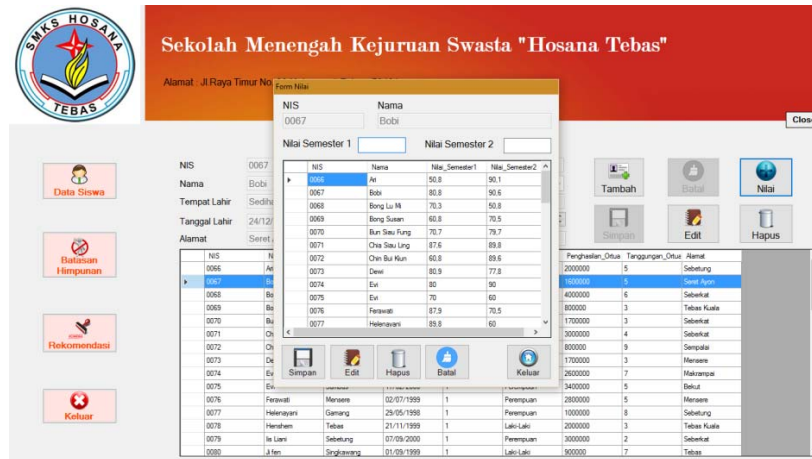 SMKS HOSANA
TEBAS
Sekolah Menengah Kejuruan Swasta "Hosana Tebas"
Alamat : Jl.Raya Timur No
Close
Form Nilai
NIS Nama
0067 Bobi
Nilai Semester 1 Nilai Semester 2
NIS Nama Nilai_Semester1 Nilai_Semester2
0066 Ari 50,8 90,1
0067 Bobi 80,8 90,6
0068 Bong Lu Mi 70,3 50,8
0069 Bong Susan 60,8 70,5
0070 Bun Siau Fung 70,7 79,7
0071 Chia Siau Ling 87,6 89,8
0072 Chin Bui Kiun 60,8 89,6
0073 Dewi 80,9 77,8
0074 Evi 80 90
0075 Evi 70 60
0076 Ferawati 87,9 70,5
0077 Helenavani 89,8 60
Simpan Edit Hapus Batal Keluar
Data Siswa
Batasan
Himpunan
Rekomendasi
Keluar
NIS 0067
Nama Bobi
Tempat Lahir
Tanggal Lahir 24/12/
Alamat Seret
Tambah Batal Nilai
Simpan Edit Hapus
NIS Penghasilan_Ortua Tanggungan_Ortua Alamat
0066 2000000 5 Sebetung
0067 1600000 5 Seret Ayon
0068 4000000 6 Seberkat
0069 800000 3 Tebas Kuala
0070 1700000 3 Seberkat
0071 3000000 4 Seberkat
0072 800000 9 Sempalai
0073 1700000 3 Mensere
0074 2600000 7 Makrampai
0075 3400000 5 Bekut
0076 Ferawati Mensere 02/07/1999 1 Perempuan 2800000 5 Mensere
0077 Helenayani Gamang 29/05/1998 1 Perempuan 1000000 8 Sebetung
0078 Henshem Tebas 21/11/1999 1 Laki-Laki 2000000 3 Tebas Kuala
0079 Iis Liani Sebetung 07/09/2000 1 Perempuan 3000000 2 Seberkat
0080 Ji fen Singkawang 01/09/1999 1 Laki-Laki 900000 7 Tebas